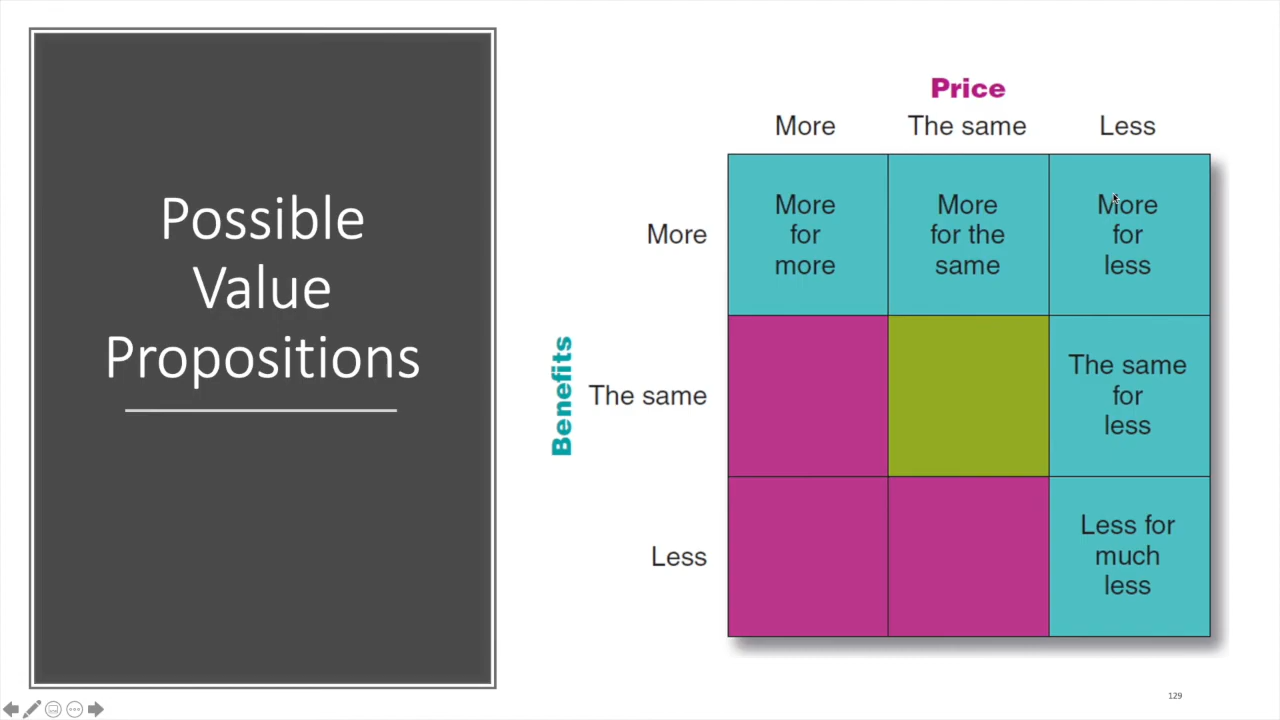 Possible
Value
Propositions
Price
More The same Less
Benefits
More
More
for
more
More
for the
same
More
for
less
The same
The same
for
less
Less
Less for
much
less
129